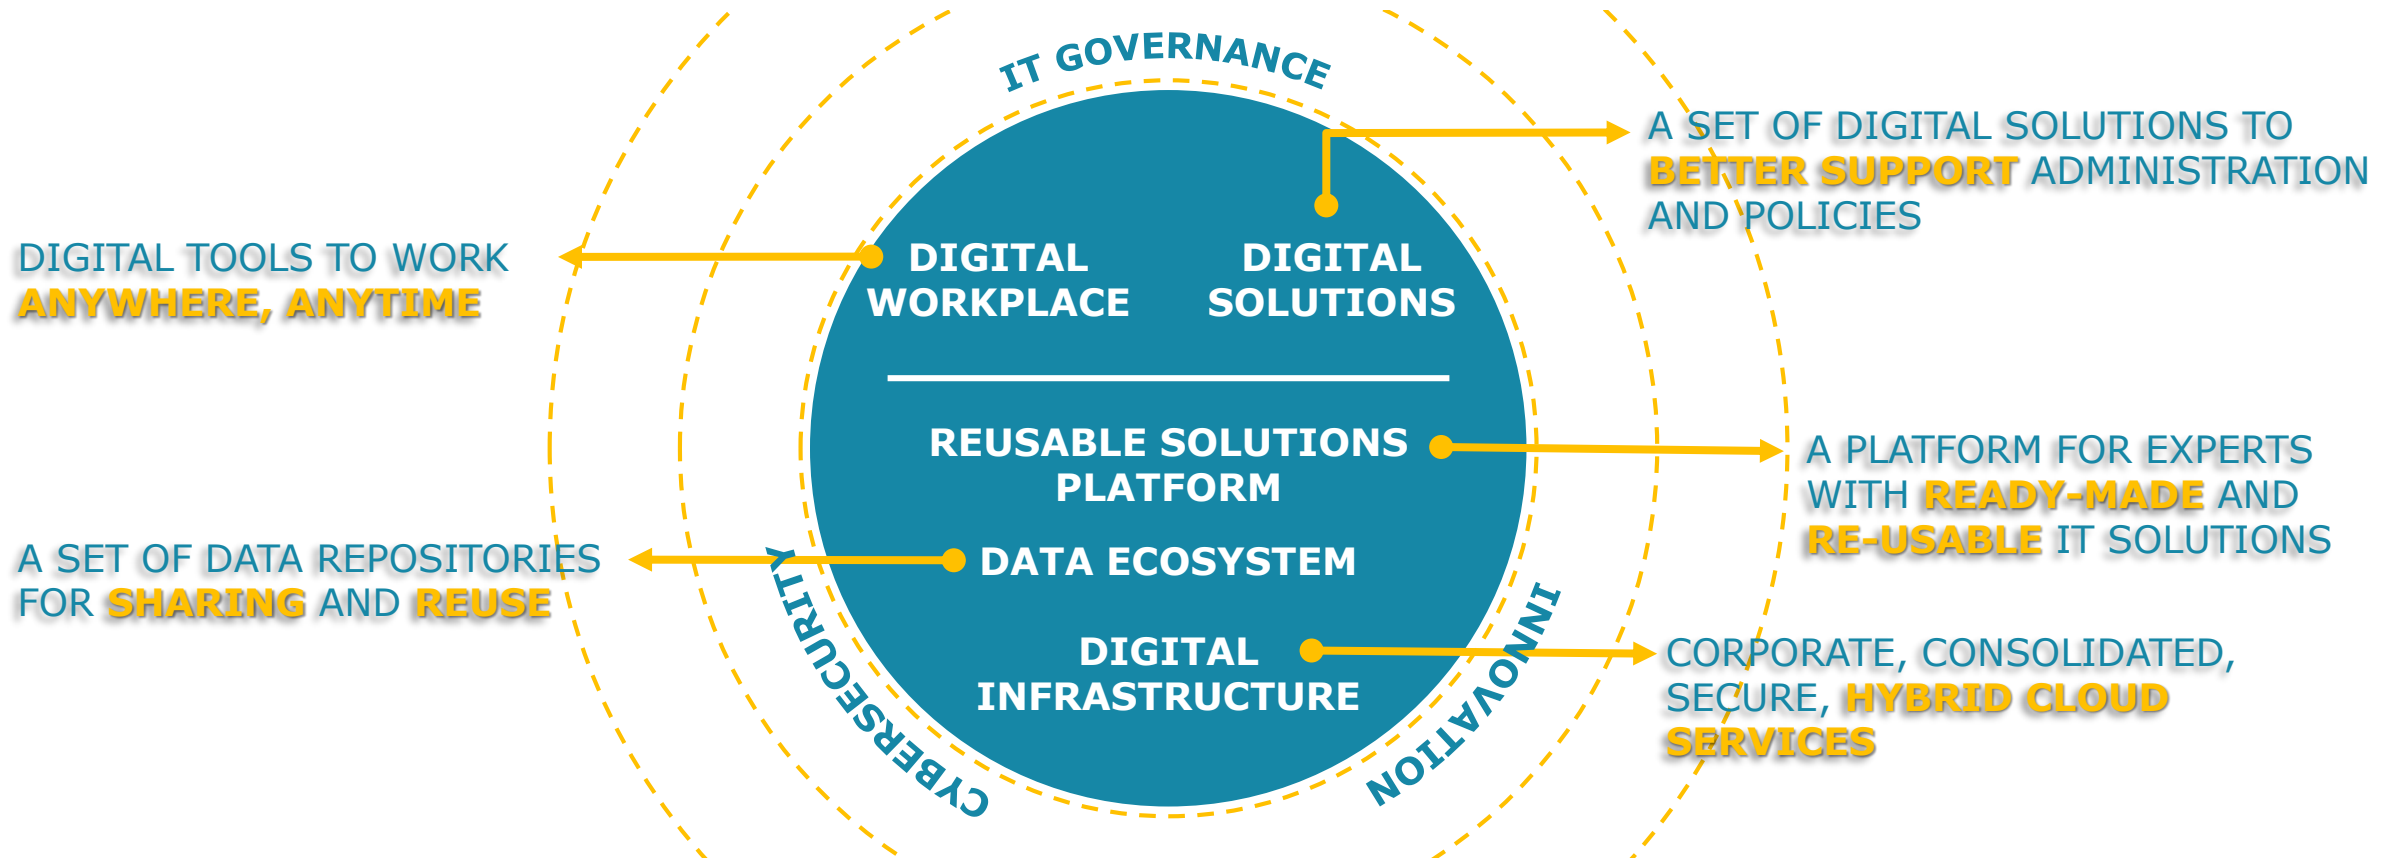 IT GOVERNANCE
A SET OF DIGITAL SOLUTIONS TO
BETTER SUPPORT ADMINISTRATION
AND POLICIES
DIGITAL TOOLS TO WORK
ANYWHERE, ANYTIME
DIGITAL
WORKPLACE
DIGITAL
SOLUTIONS
REUSABLE SOLUTIONS
PLATFORM
A PLATFORM FOR EXPERTS
WITH READY-MADE AND
RE-USABLE IT SOLUTIONS
A SET OF DATA REPOSITORIES
FOR SHARING AND REUSE
DATA ECOSYSTEM
DIGITAL
INFRASTRUCTURE
CORPORATE, CONSOLIDATED,
SECURE, HYBRID CLOUD
SERVICES
CYBERSECURITY
INNOVATION